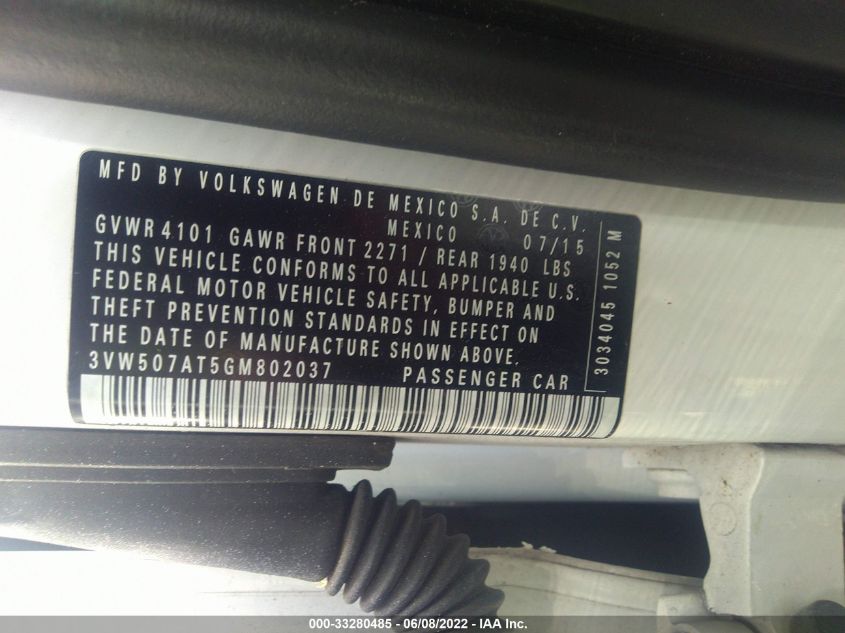 MFD BY VOLKSWAGEN DE MEXICO S.A. DE C.V.
MEXICO 07/15
GVWR 4101 GAWR FRONT 2271 / REAR 1940 LBS
THIS VEHICLE CONFORMS TO ALL APPLICABLE U.S.
FEDERAL MOTOR VEHICLE SAFETY, BUMPER AND
THEFT PREVENTION STANDARDS IN EFFECT ON
THE DATE OF MANUFACTURE SHOWN ABOVE.
3VW507AT5GM802037 PASSENGER CAR
3034045 1052 M
000-33280485 - 06/08/2022 - IAA Inc.